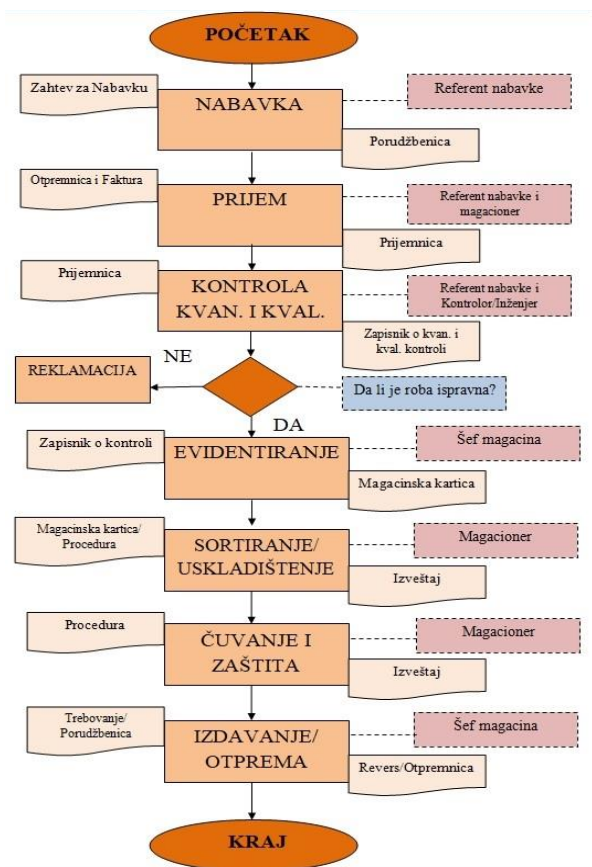 POČETAK
Zahtev za Nabavku
NABAVKA
Referent nabavke
Porudžbenica
Otpremnica i Faktura
PRIJEM
Referent nabavke i
magacioner
Prijemnica
Prijemnica
KONTROLA
KVAN. I KVAL.
Referent nabavke i
Kontrolor/Inženjer
Zapisnik o kvan. i
kval. kontroli
NE
REKLAMACIJA
Da li je roba ispravna?
DA
Zapisnik o kontroli
EVIDENTIRANJE
Šef magacina
Magacinska kartica
Magacinska kartica/
Procedura
SORTIRANJE/
USKLADIŠTENJE
Magacioner
Izveštaj
Procedura
ČUVANJE I
ZAŠTITA
Magacioner
Izveštaj
Trebovanje/
Porudžbenica
IZDAVANJE/
OTPREMA
Šef magacina
Revers/Otpremnica
KRAJ